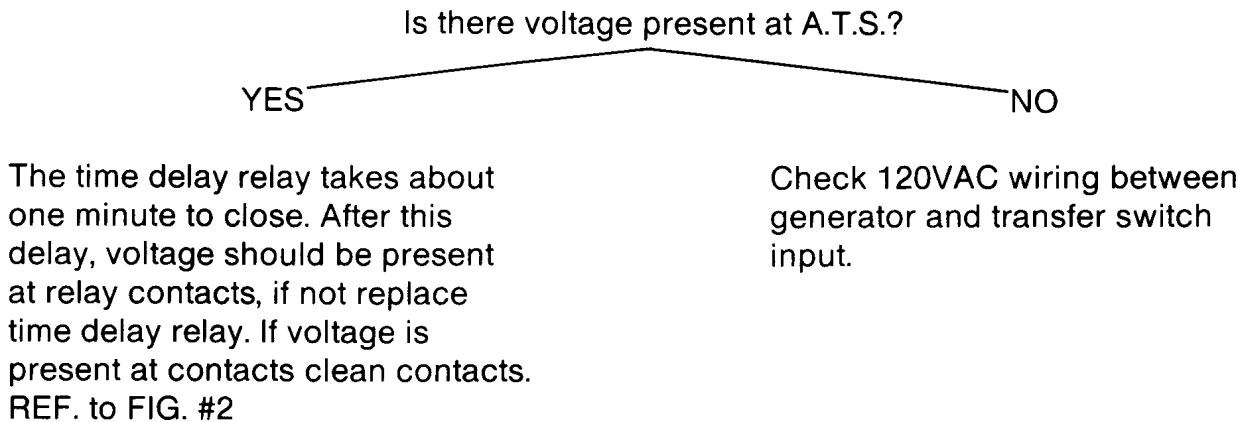 Is there voltage present at A.T.S.?
YES
NO
The time delay relay takes about
one minute to close. After this
delay, voltage should be present
at relay contacts, if not replace
time delay relay. If voltage is
present at contacts clean contacts.
REF. to FIG. #2
Check 120VAC wiring between
generator and transfer switch
input.